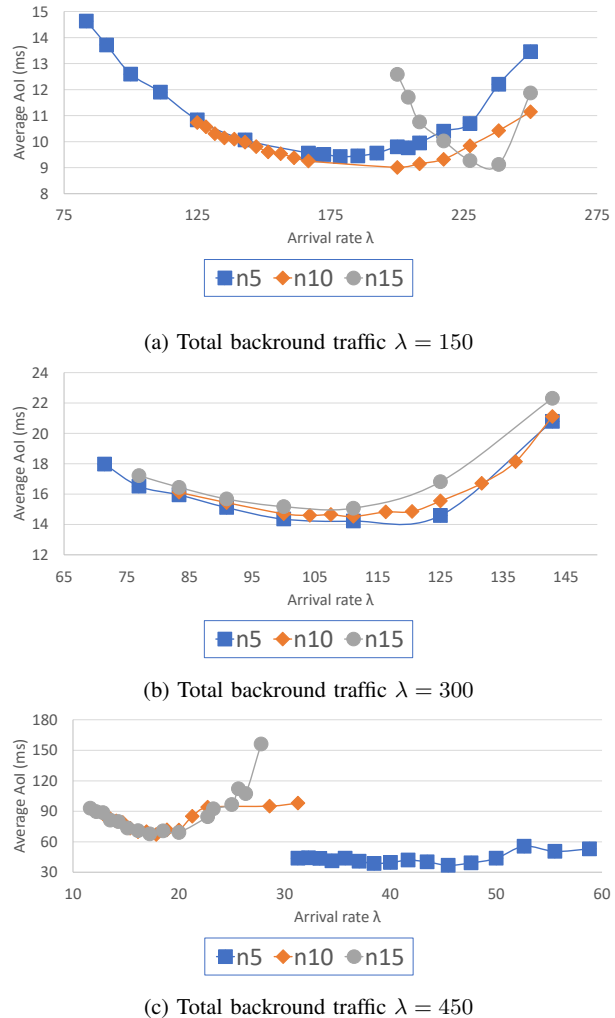 15
14
13
12
11
10
9
8
Average AoI (ms)
75 125 175 225 275
Arrival rate λ
n5 n10 n15
(a) Total backround traffic λ = 150
24
22
20
18
16
14
12
Average AoI (ms)
65 75 85 95 105 115 125 135 145
Arrival rate λ
n5 n10 n15
(b) Total backround traffic λ = 300
180
150
120
90
60
30
Average AoI (ms)
10 20 30 40 50 60
Arrival rate λ
n5 n10 n15
(c) Total backround traffic λ = 450